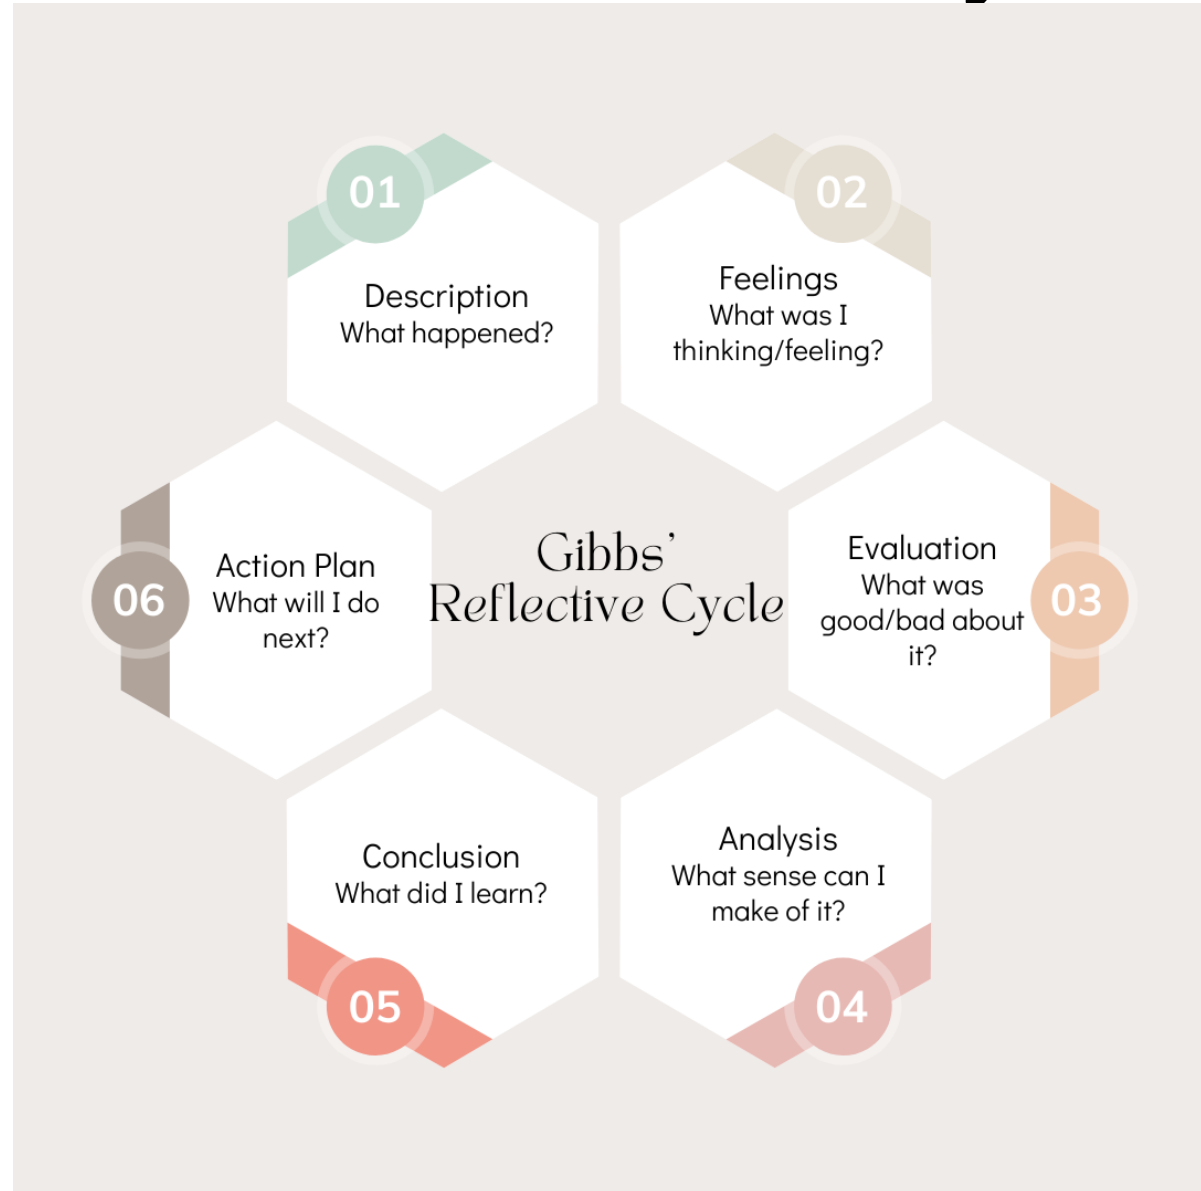 01
Description
What happened?
02
Feelings
What was I
thinking/feeling?
03
Evaluation
What was
good/bad about
it?
04
Analysis
What sense can I
make of it?
05
Conclusion
What did I learn?
06
Action Plan
What will I do
next?
Gibbs’
Reflective Cycle